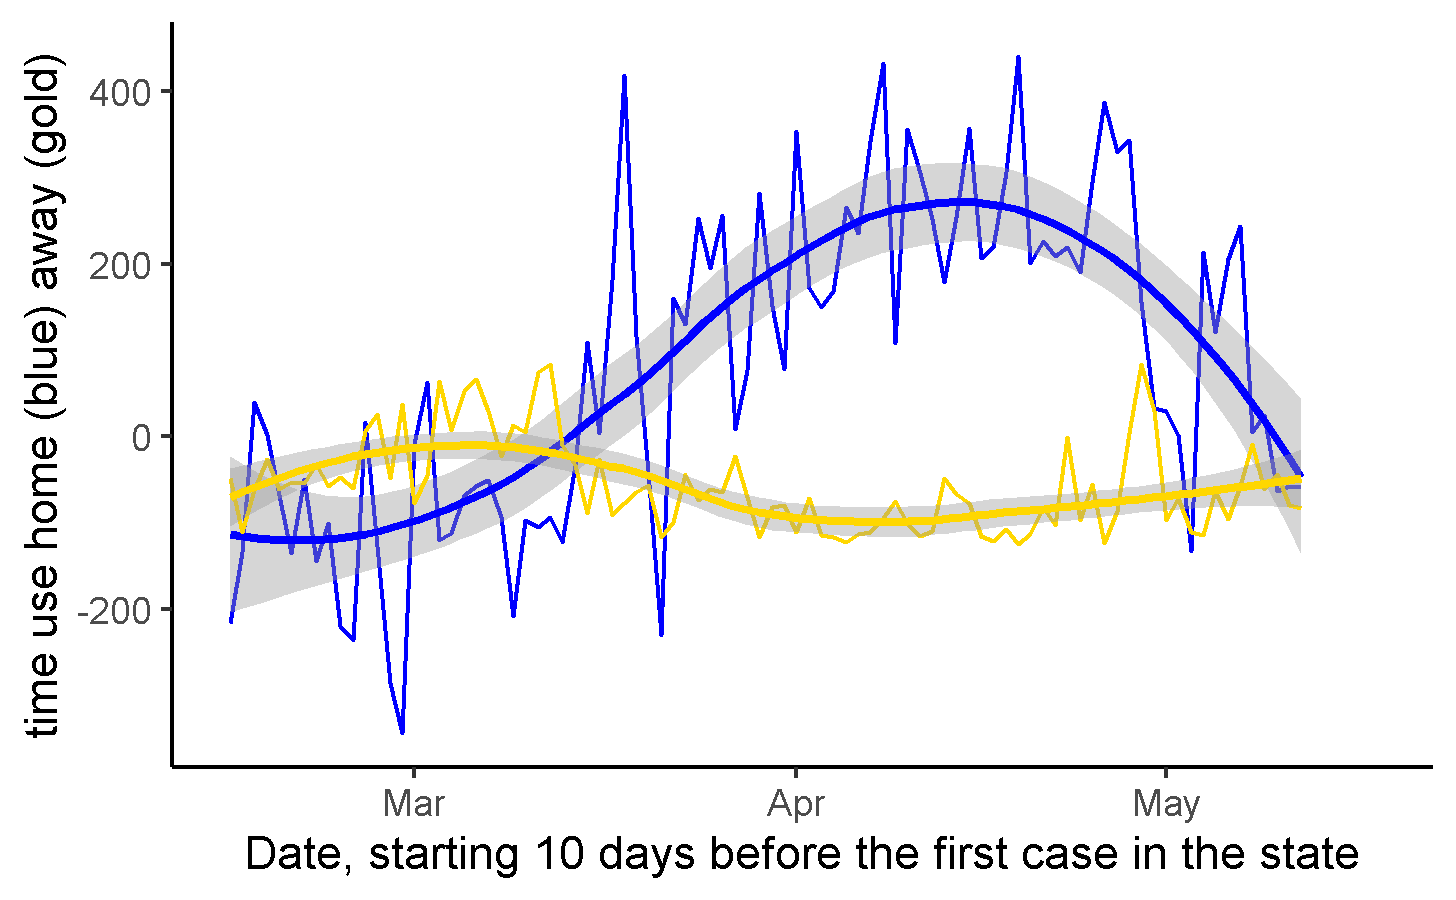 time use home (blue) away (gold)
400
200
0
-200
Mar
Apr
May
Date, starting 10 days before the first case in the state